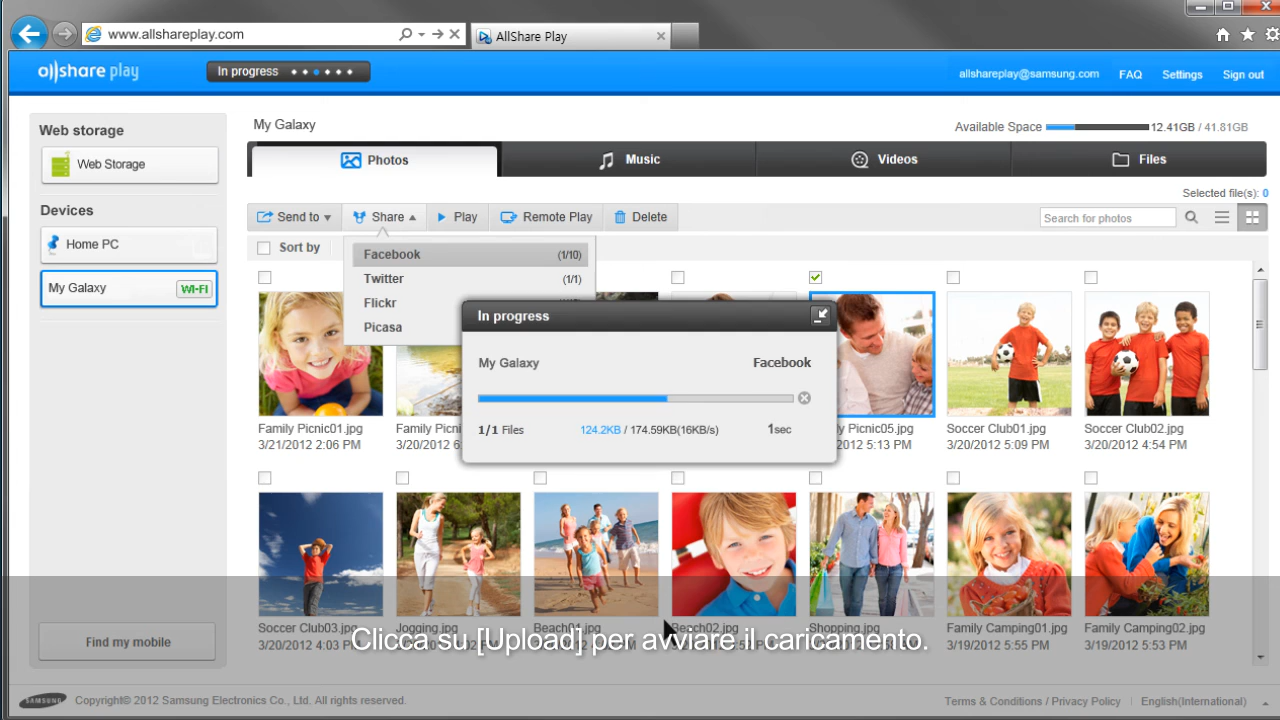 www.allshareplay.com
AllShare Play
allshare play
In progress
allshareplay@samsung.com
FAQ
Settings
Sign out
Web storage
Web Storage
Devices
Home PC
My Galaxy
WI-FI
Find my mobile
My Galaxy
Available Space
12.41GB / 41.81GB
Photos
Music
Videos
Files
Selected file(s): 0
Send to
Share
Play
Remote Play
Delete
Search for photos
Sort by
Facebook (1/10)
Twitter (1/1)
Flickr
Picasa
In progress
My Galaxy
Facebook
1/1 Files
124.2KB / 174.59KB(16KB/s)
1sec
Family Picnic01.jpg
3/21/2012 2:06 PM
Family Picni
3/20/2012 6
ly Picnic05.jpg
2012 5:13 PM
Soccer Club01.jpg
3/20/2012 5:09 PM
Soccer Club02.jpg
3/20/2012 4:54 PM
Soccer Club03.jpg
3/20/2012 4:03 PM
Jogging.jpg
Beach01.jpg
Beach02.jpg
Shopping.jpg
Family Camping01.jpg
3/19/2012 5:55 PM
Family Camping02.jpg
3/19/2012 5:53 PM
Clicca su [Upload] per avviare il caricamento.
SAMSUNG
Copyright© 2012 Samsung Electronics Co., Ltd. All rights reserved.
Terms & Conditions / Privacy Policy
English(International)